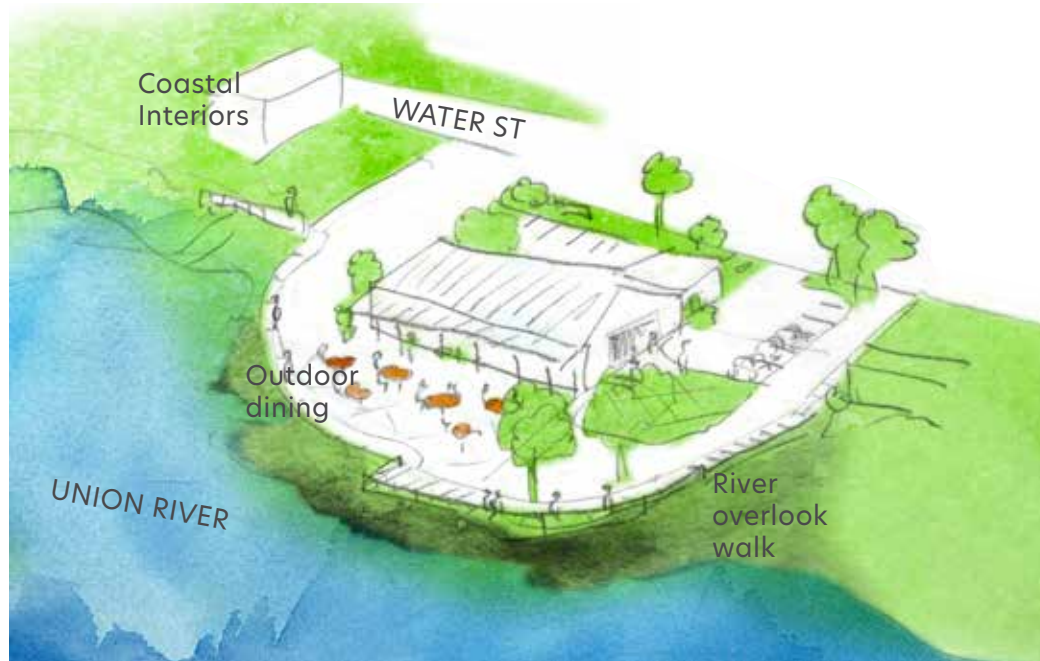 Coastal
Interiors
WATER ST
Outdoor
dining
UNION RIVER
River
overlook
walk